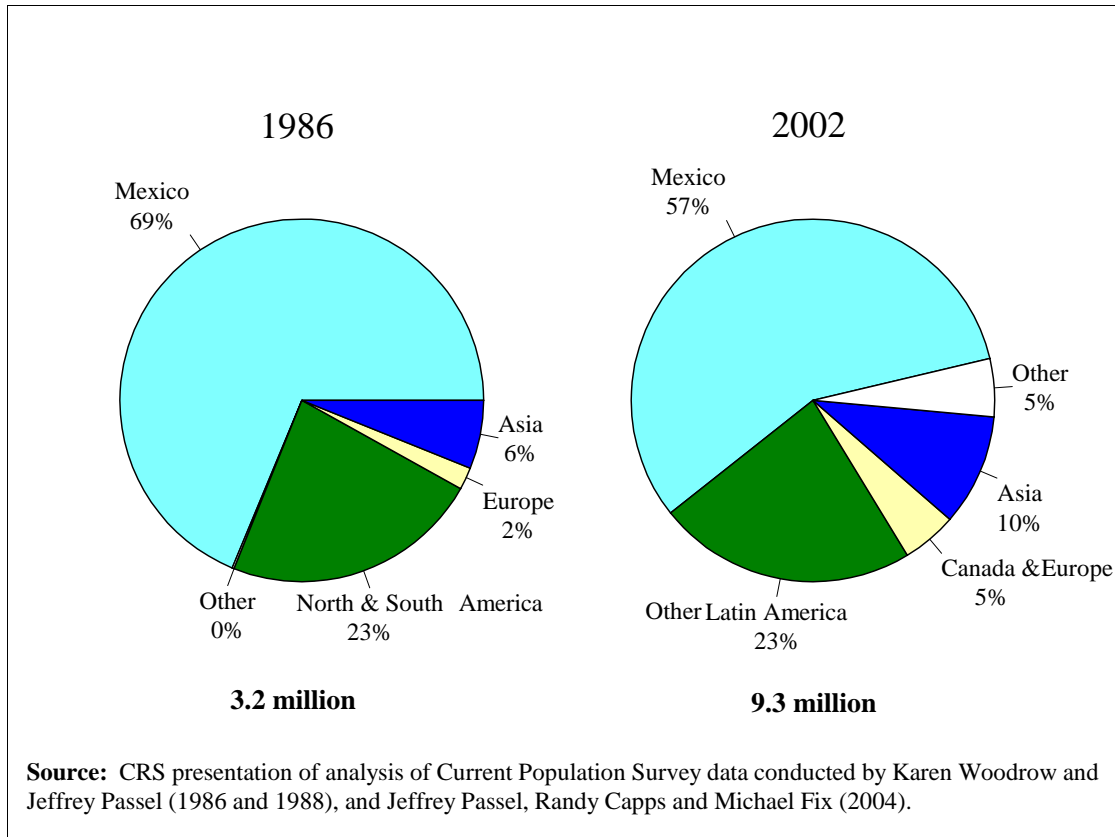 1986
Mexico
69%
Asia
6%
Europe
2%
North & South America
23%
Other
0%
3.2 million
2002
Mexico
57%
Other
5%
Asia
10%
Canada &Europe
5%
Other Latin America
23%
9.3 million
Source: CRS presentation of analysis of Current Population Survey data conducted by Karen Woodrow and
Jeffrey Passel (1986 and 1988), and Jeffrey Passel, Randy Capps and Michael Fix (2004).